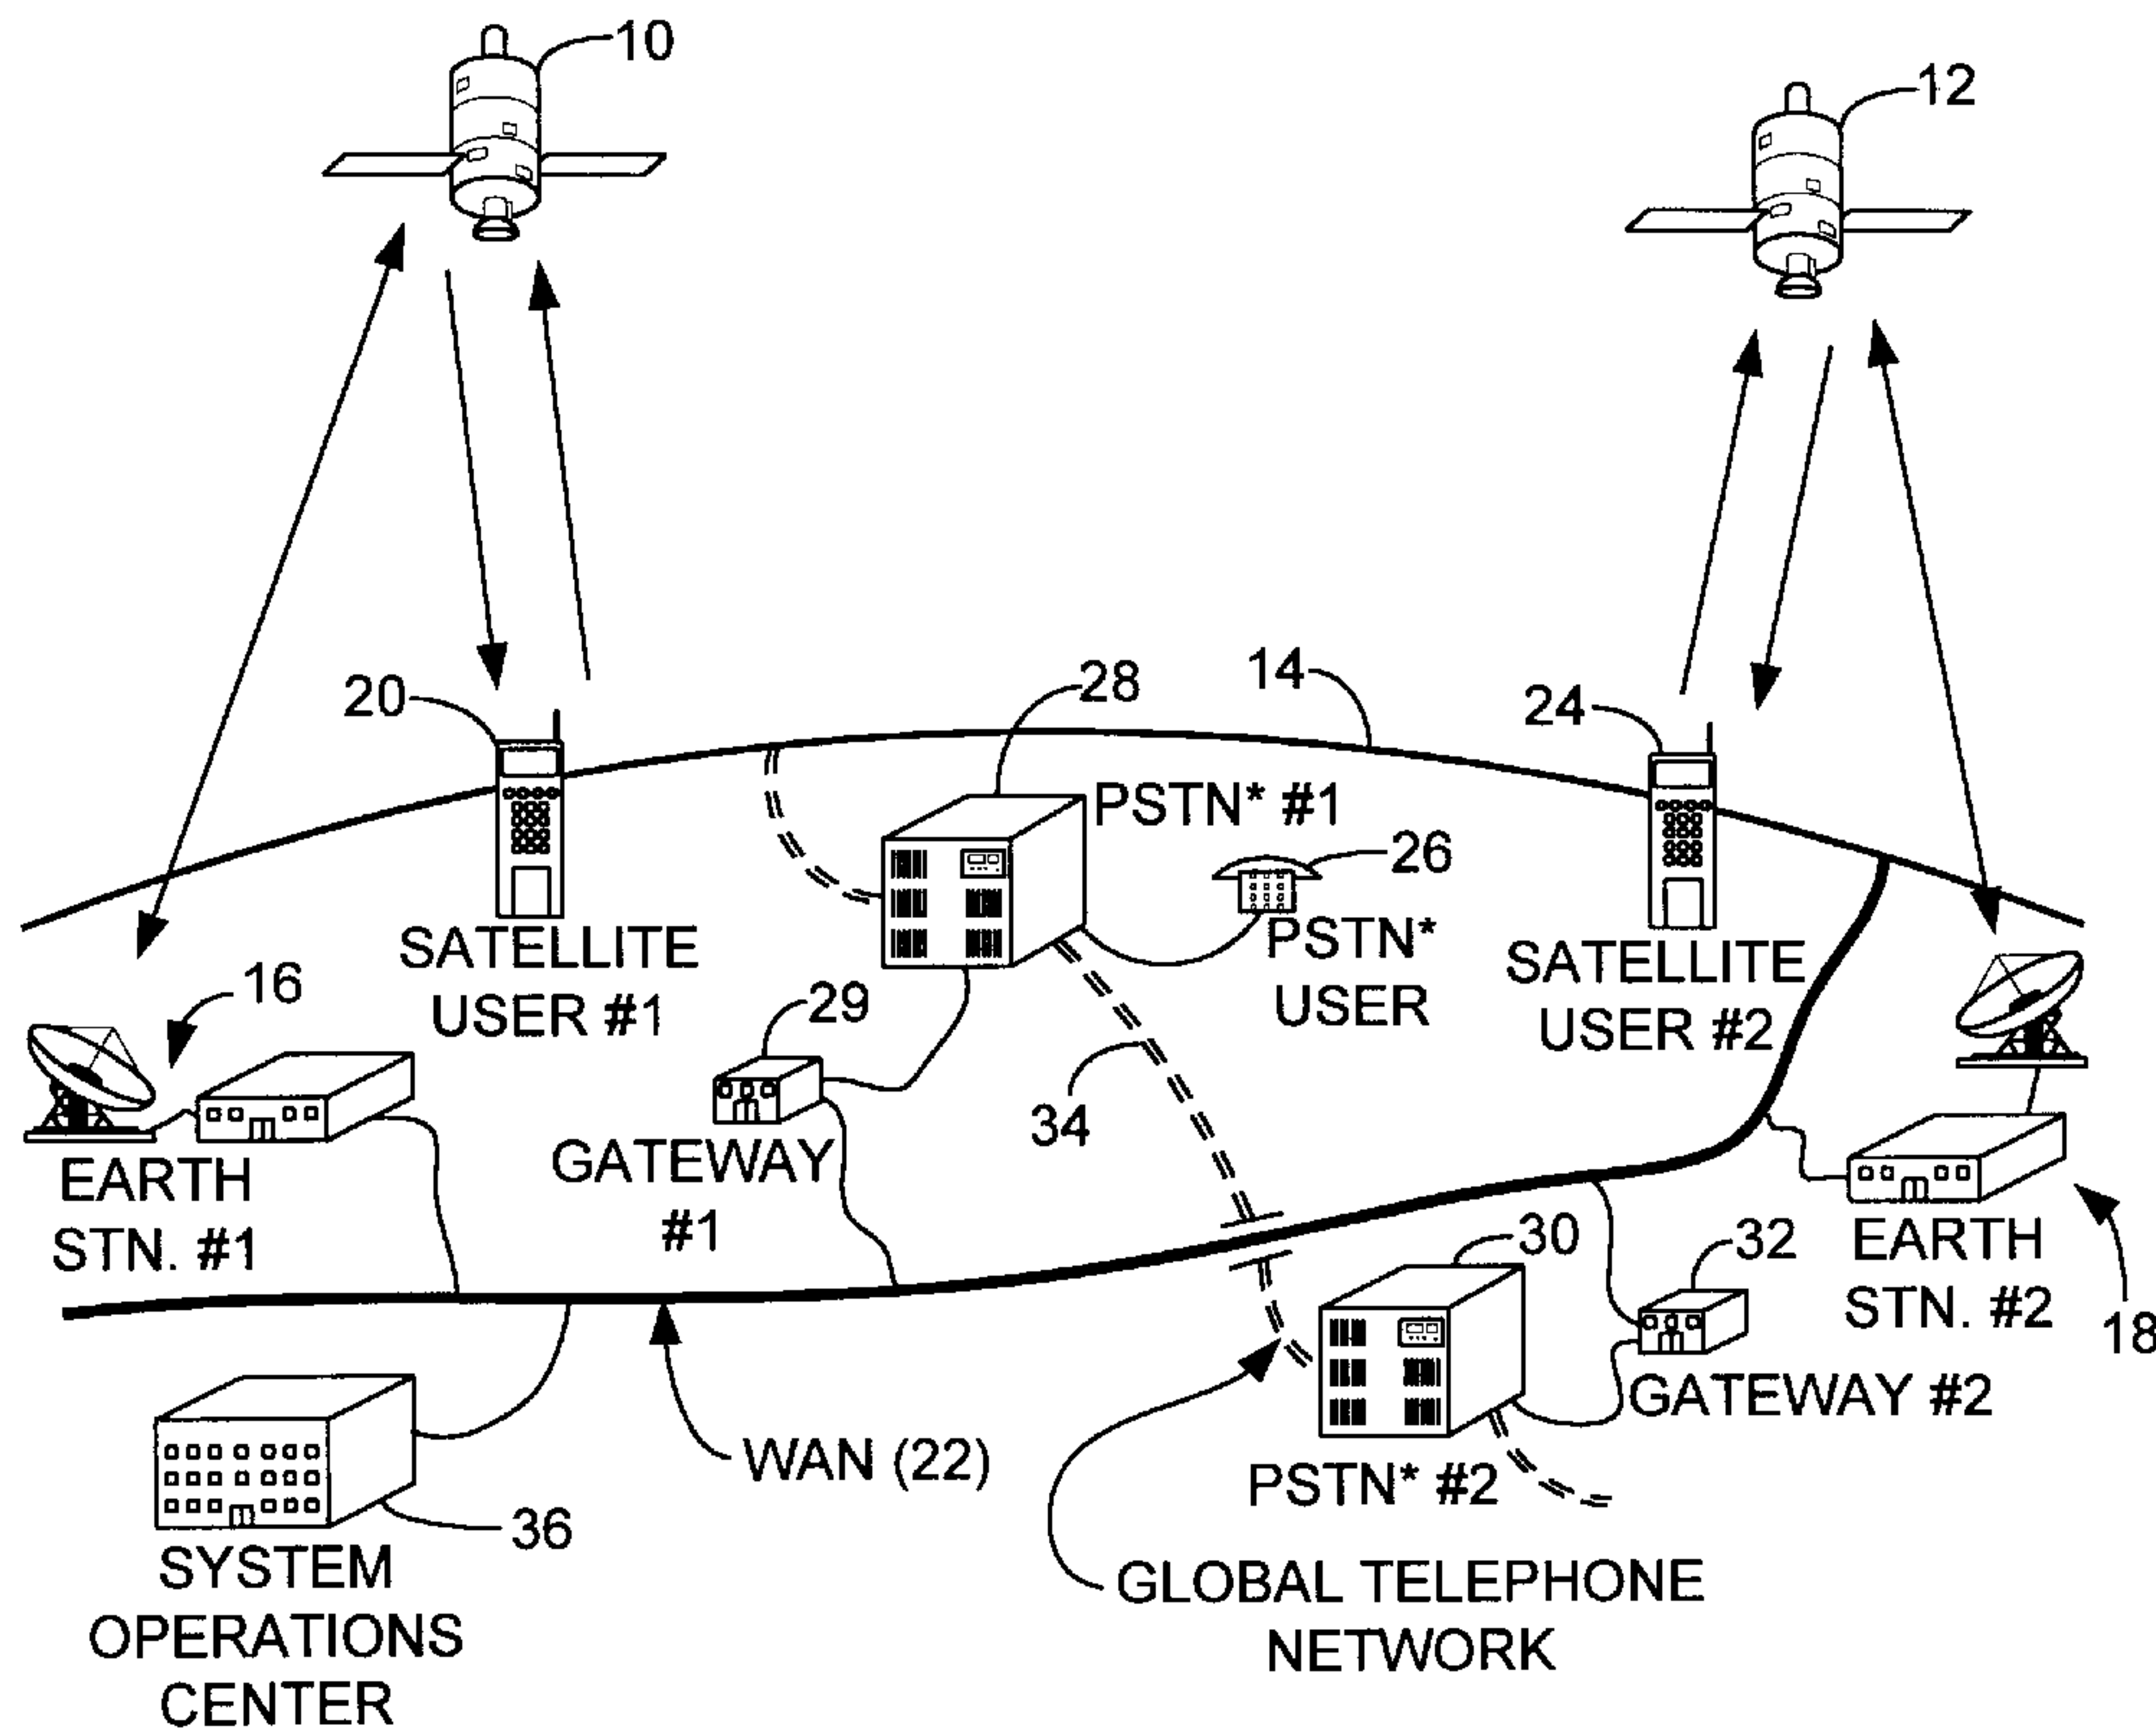 10
12
20
28
14
24
PSTN* #1
26
SATELLITE
USER #1
PSTN*
USER
SATELLITE
USER #2
16
29
34
EARTH
STN. #1
GATEWAY
#1
30
32
EARTH
STN. #2
18
GATEWAY #2
WAN (22)
PSTN* #2
36
SYSTEM
OPERATIONS
CENTER
GLOBAL TELEPHONE
NETWORK